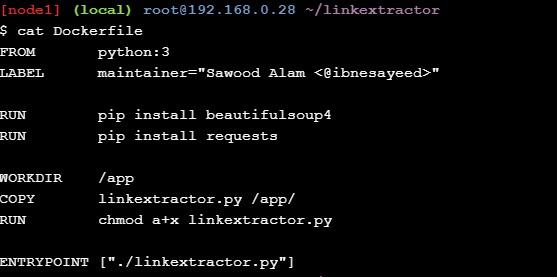 [node1] (local) root@192.168.0.28 ~/linkextractor
$ cat Dockerfile
FROM       python:3
LABEL      maintainer="Sawood Alam <@ibnesayeed>"

RUN        pip install beautifulsoup4
RUN        pip install requests

WORKDIR    /app
COPY       linkextractor.py /app/
RUN        chmod a+x linkextractor.py

ENTRYPOINT ["./linkextractor.py"]